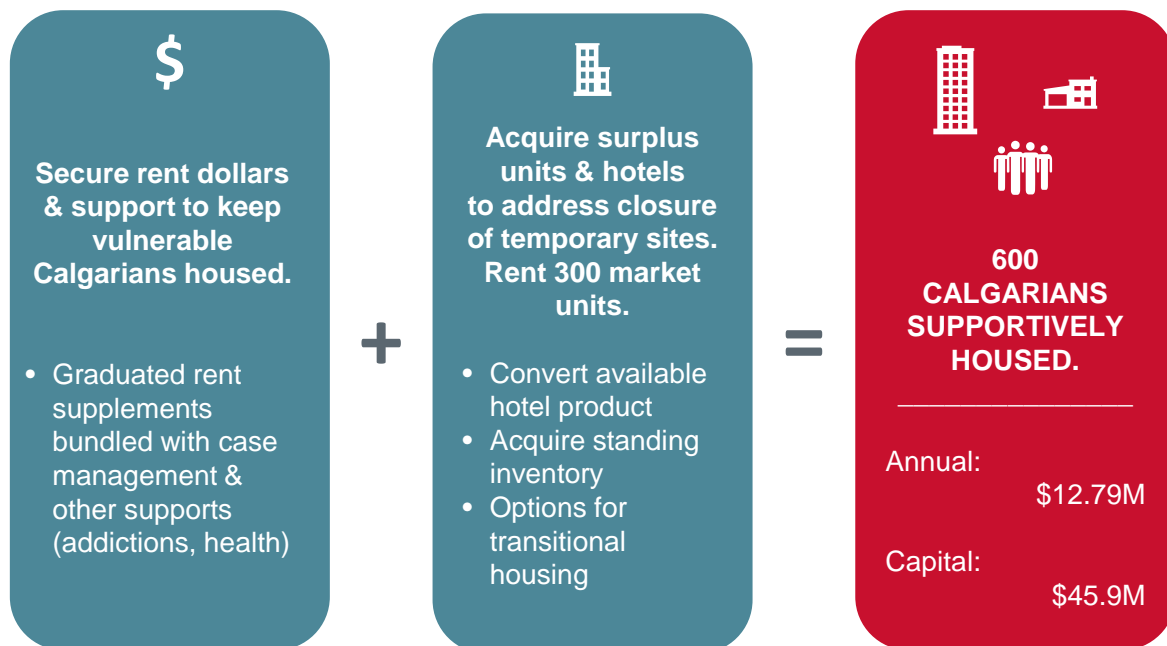 $
Secure rent dollars
& support to keep
vulnerable
Calgarians housed.
• Graduated rent
supplements
bundled with case
management &
other supports
(addictions, health)
+
Acquire surplus
units & hotels
to address closure
of temporary sites.
Rent 300 market
units.
• Convert available
hotel product
• Acquire standing
inventory
• Options for
transitional
housing
=
600
CALGARIANS
SUPPORTIVELY
HOUSED.
Annual:
$12.79M
Capital:
$45.9M